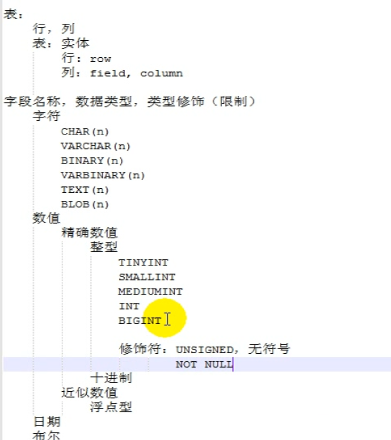 表：
行，列
表：实体
行：row
列：field, column
字段名称，数据类型，类型修饰（限制）
字符
CHAR(n)
VARCHAR(n)
BINARY(n)
VARBINARY(n)
TEXT(n)
BLOB(n)
数值
精确数值
整型
TINYINT
SMALLINT
MEDIUMINT
INT
BIGINT
修饰符：UNSIGNED，无符号
NOT NULL
十进制
近似数值
浮点型
日期
布尔